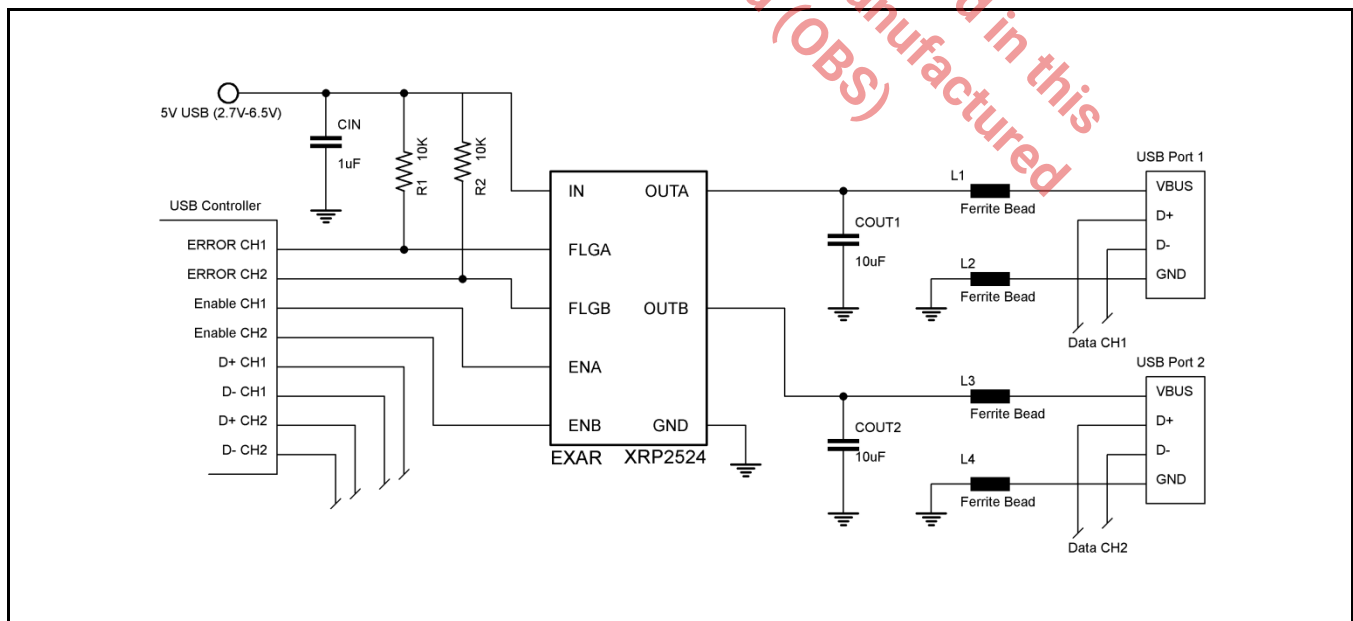 d in this
nufactured
(OBS)
5V USB (2.7V-6.5V)
CIN
1uF
10K
R1
10K
R2
USB Controller
ERROR CH1
ERROR CH2
Enable CH1
Enable CH2
D+ CH1
D- CH1
D+ CH2
D- CH2
IN
FLGA
FLGB
ENA
ENB
OUTA
OUTB
GND
EXAR XRP2524
COUT1
10uF
COUT2
10uF
L1
Ferrite Bead
L2
Ferrite Bead
L3
Ferrite Bead
L4
Ferrite Bead
USB Port 1
VBUS
D+
D-
GND
Data CH1
USB Port 2
VBUS
D+
D-
GND
Data CH2